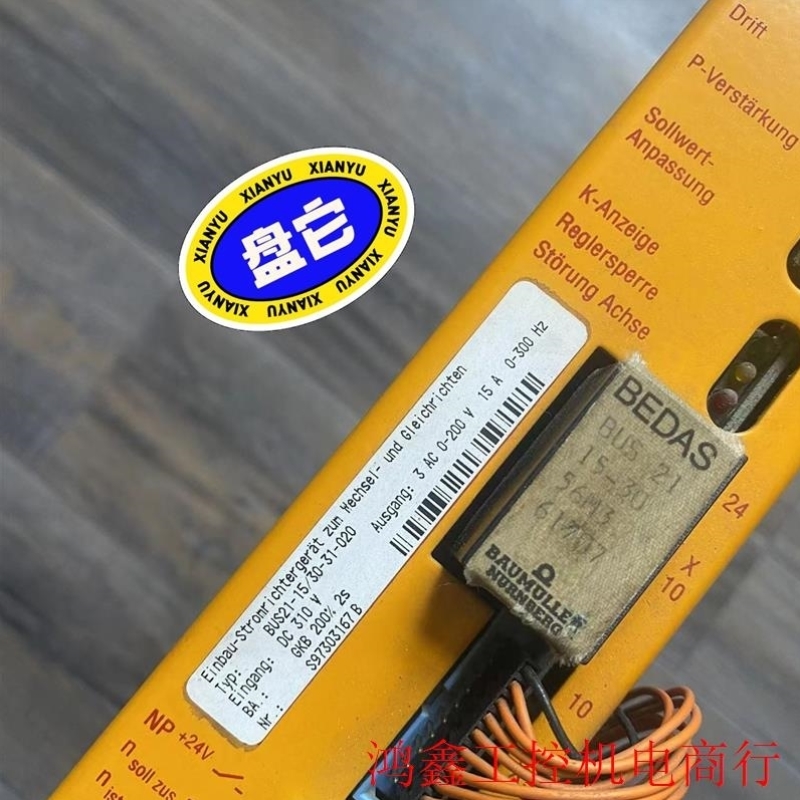 Drift
P-Verstärkung
Sollwert-
Anpassung
K-Anzeige
Reglersperre
Störung Achse
XIANYU XIANYU XIANYU XIANYU XIANYU XIANYU XIANYU XIANYU
盘它
Einbau-Stromrichtergerät zum Wechsel- und Gleichrichten
Typ: BUS21-15/30-31-020
Eingang: DC 310 V Ausgang: 3 AC 0-200 V 15 A 0-300 Hz
BA.: GKB 200% 2s
Nr.: S97303167 B
BEDAS
BUS 21
BAUMÜLLER
NÜRNBERG
24
X
10
10
NP +24V
n soll zus.
n ist
鸿鑫工控机电商行